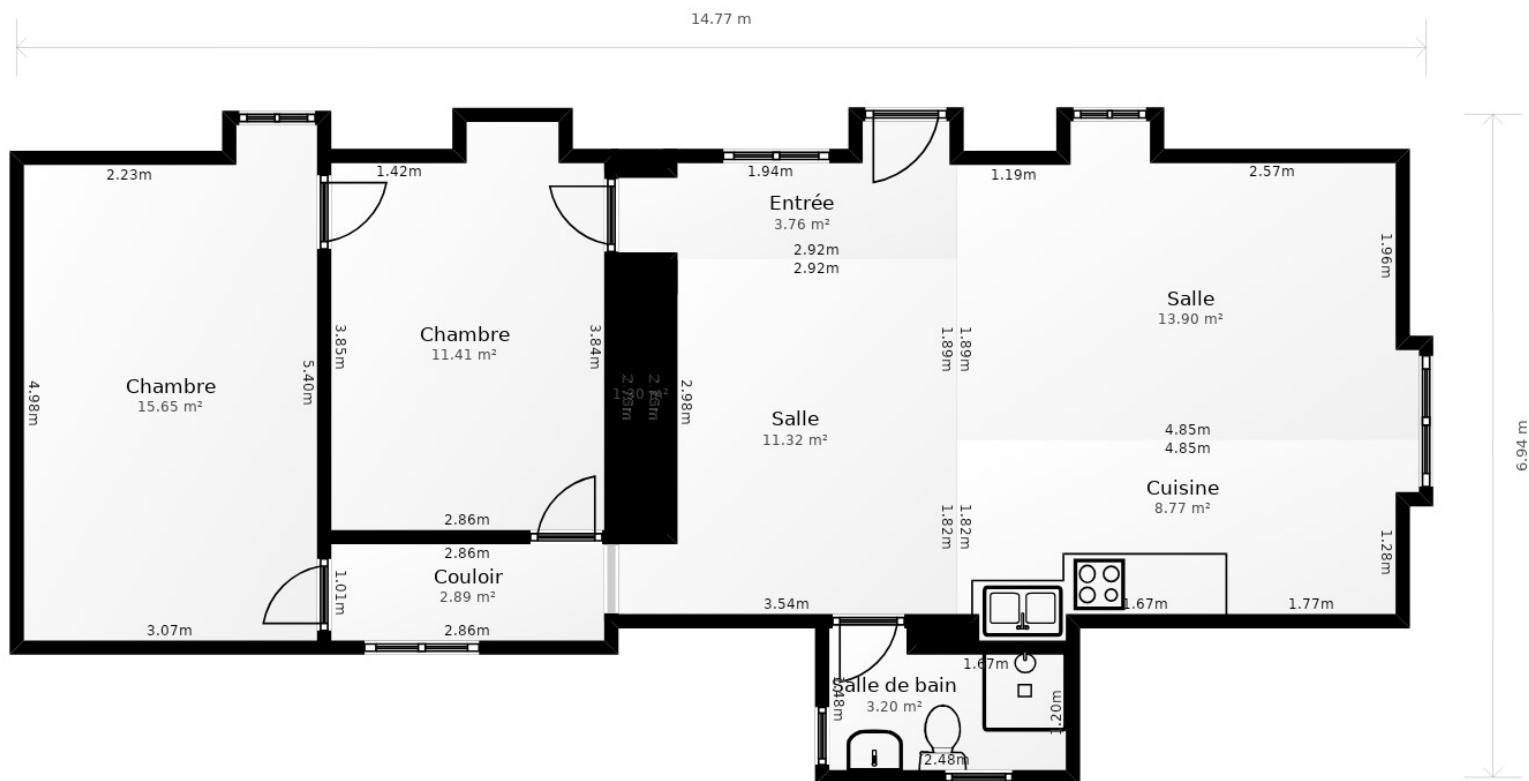 14.77 m
2.23m
1.42m
1.94m
1.19m
2.57m
Entrée
3.76 m²
2.92m
2.92m
1.96m
6.94 m
Salle
13.90 m²
Chambre
11.41 m²
3.85m
3.84m
1.89m
1.89m
Chambre
15.65 m²
4.98m
5.40m
2.98m
Salle
11.32 m²
4.85m
4.85m
Cuisine
8.77 m²
2.86m
2.86m
1.82m
1.82m
1.28m
Couloir
2.89 m²
1.01m
3.07m
2.86m
3.54m
1.67m
1.77m
1.67m
Salle de bain
3.20 m²
1.20m
2.48m